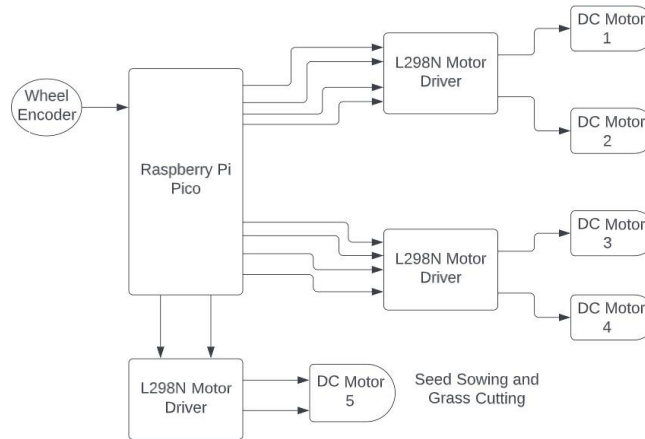 DC Motor
1
L298N Motor
Driver
Wheel
Encoder
DC Motor
2
Raspberry Pi
Pico
DC Motor
3
L298N Motor
Driver
DC Motor
4
L298N Motor
Driver
DC Motor
5
Seed Sowing and
Grass Cutting